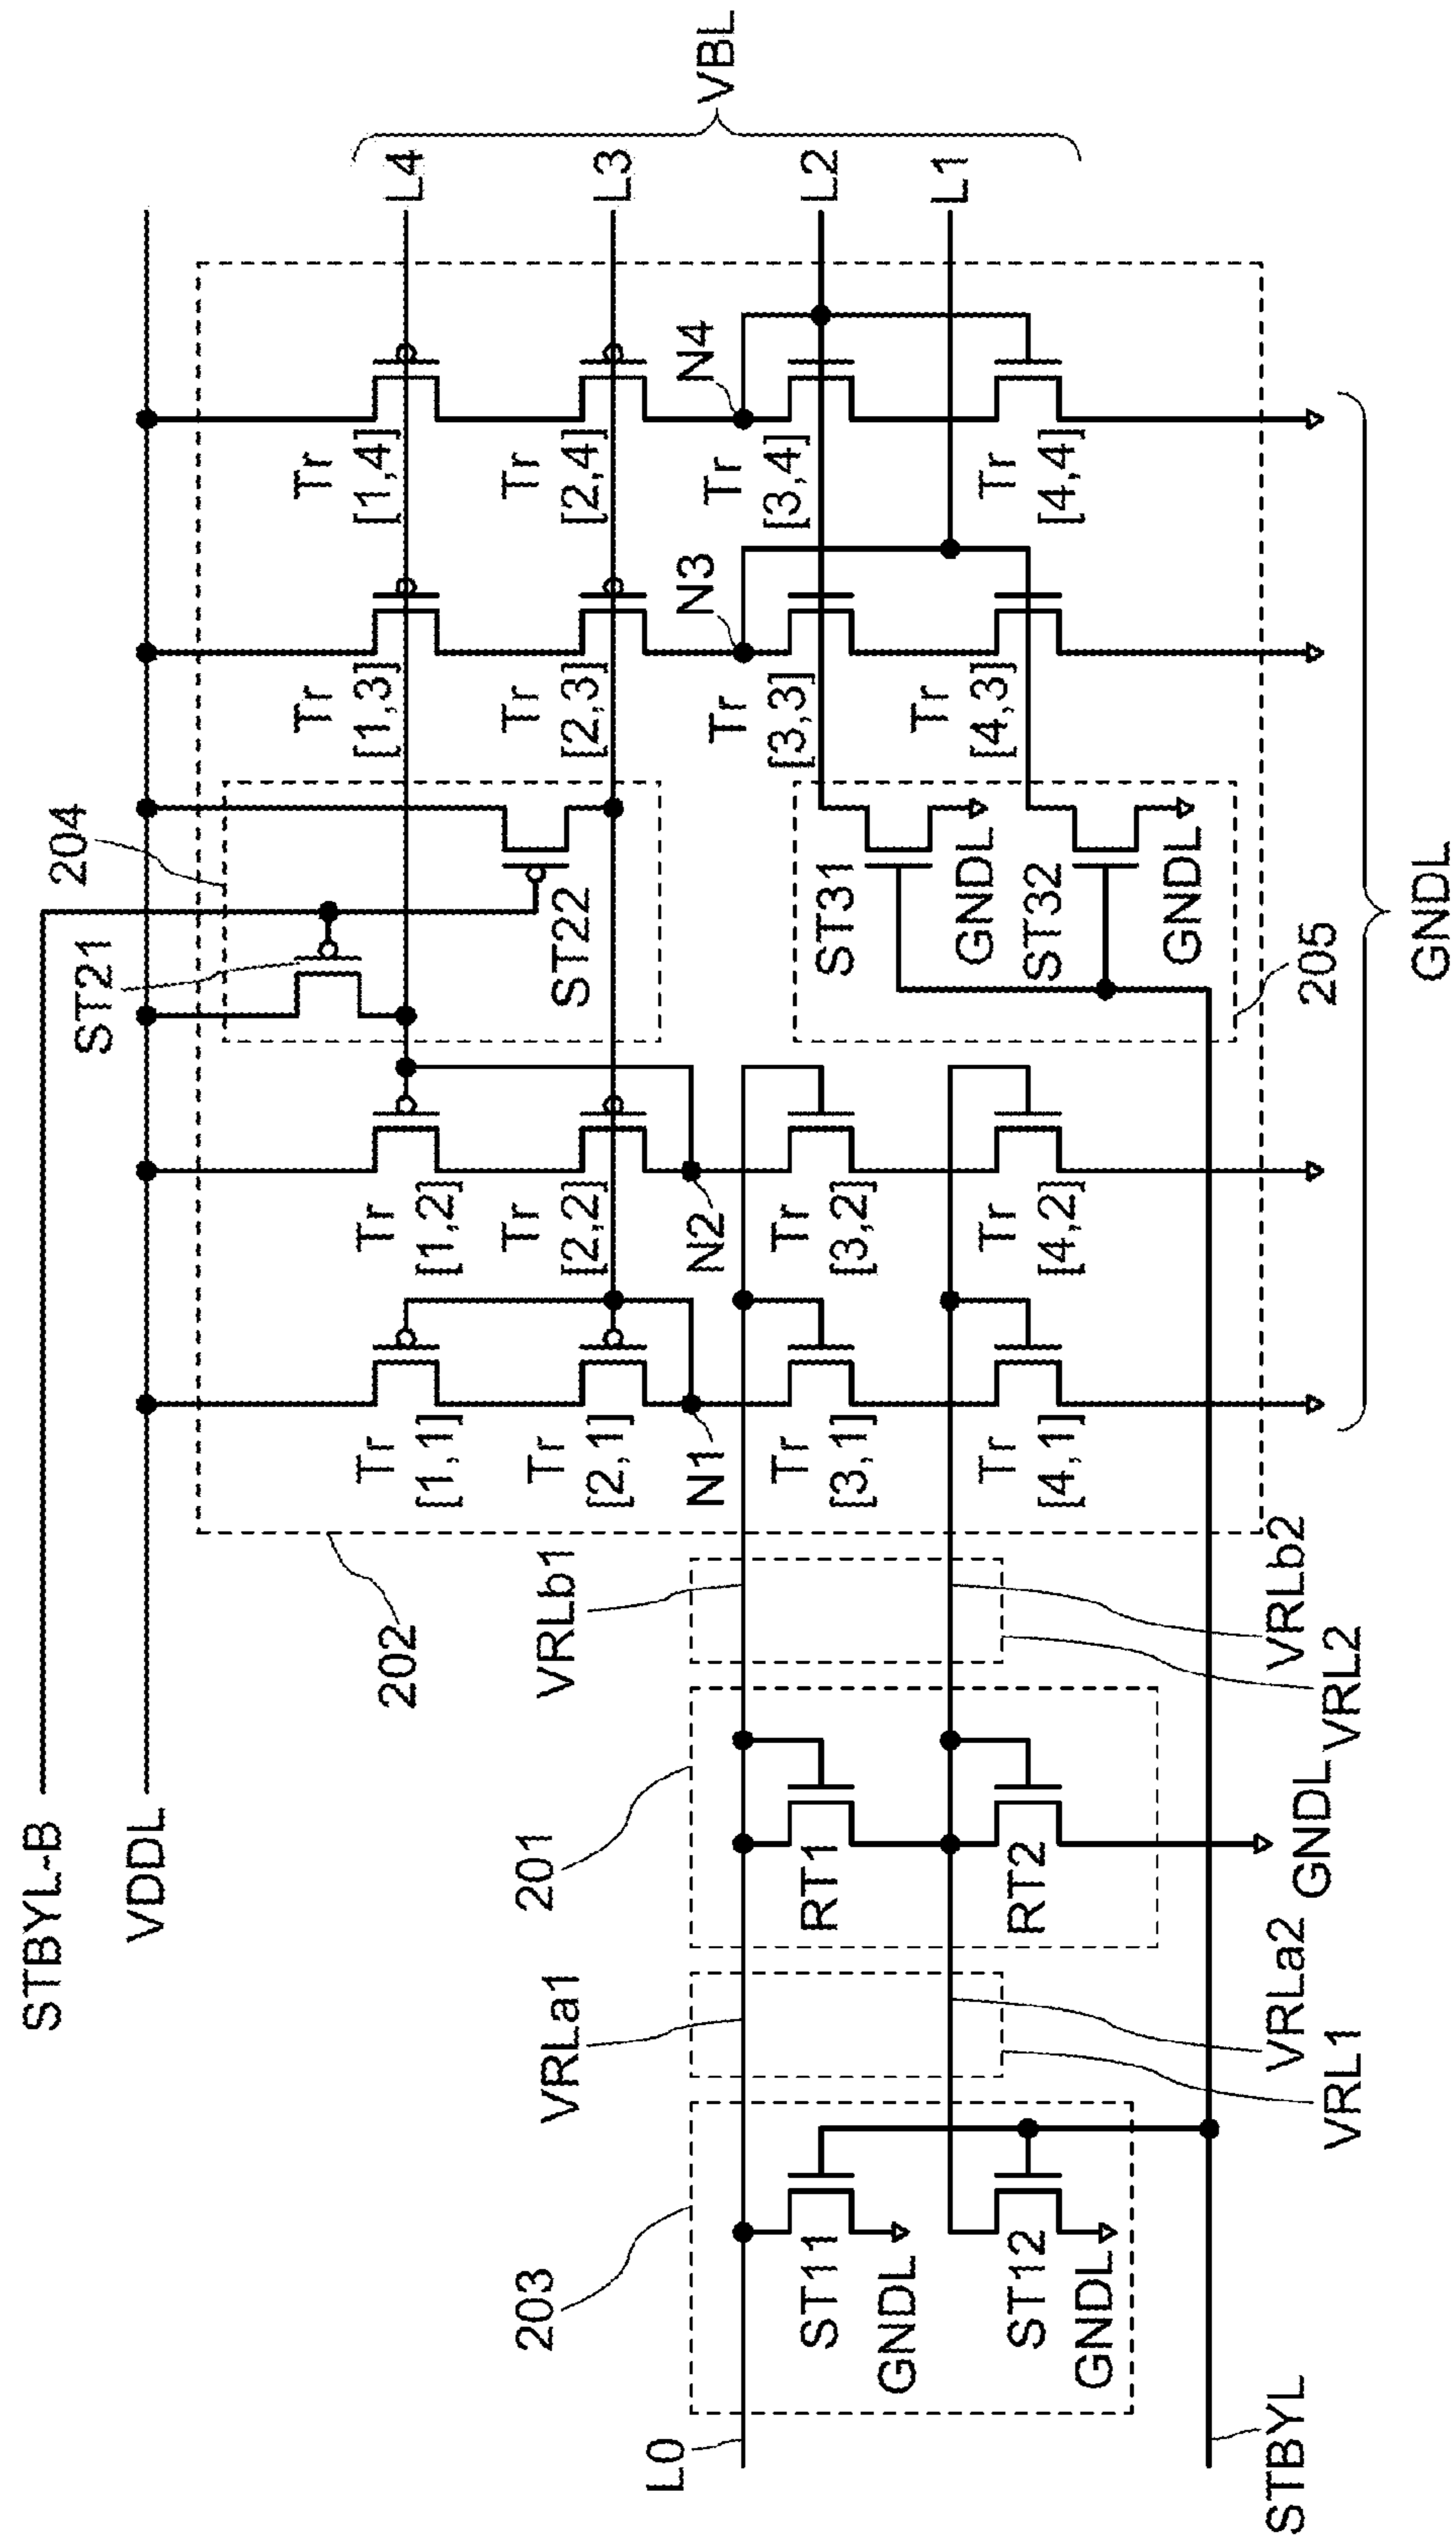 STBYL-B
VDDL
202
VRLb1
201
VRLa1
203
L0
STBYL
ST11
GNDL
ST12
GNDL
VRLa2
VRL1
RT1
RT2
GNDL
VRLb2
VRL2
Tr
[1,1]
Tr
[2,1]
N1
Tr
[3,1]
Tr
[4,1]
Tr
[1,2]
Tr
[2,2]
N2
Tr
[3,2]
Tr
[4,2]
204
ST21
ST22
ST31
GNDL
ST32
GNDL
205
Tr
[1,3]
Tr
[2,3]
N3
Tr
[3,3]
Tr
[4,3]
Tr
[1,4]
Tr
[2,4]
N4
Tr
[3,4]
Tr
[4,4]
L4
L3
L2
L1
VBL
GNDL